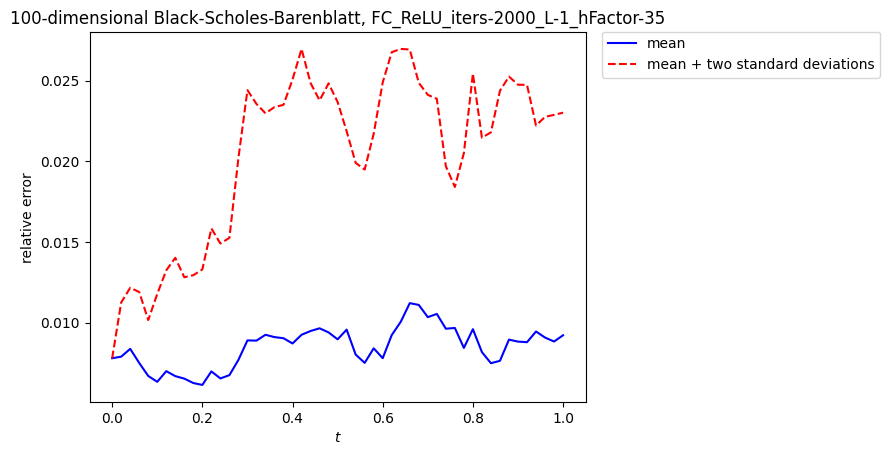 100-dimensional Black-Scholes-Barenblatt, FC_ReLU_iters-2000_L-1_hFactor-35
mean
mean + two standard deviations
0.025
0.020
0.015
0.010
relative error
0.0 0.2 0.4 0.6 0.8 1.0
t